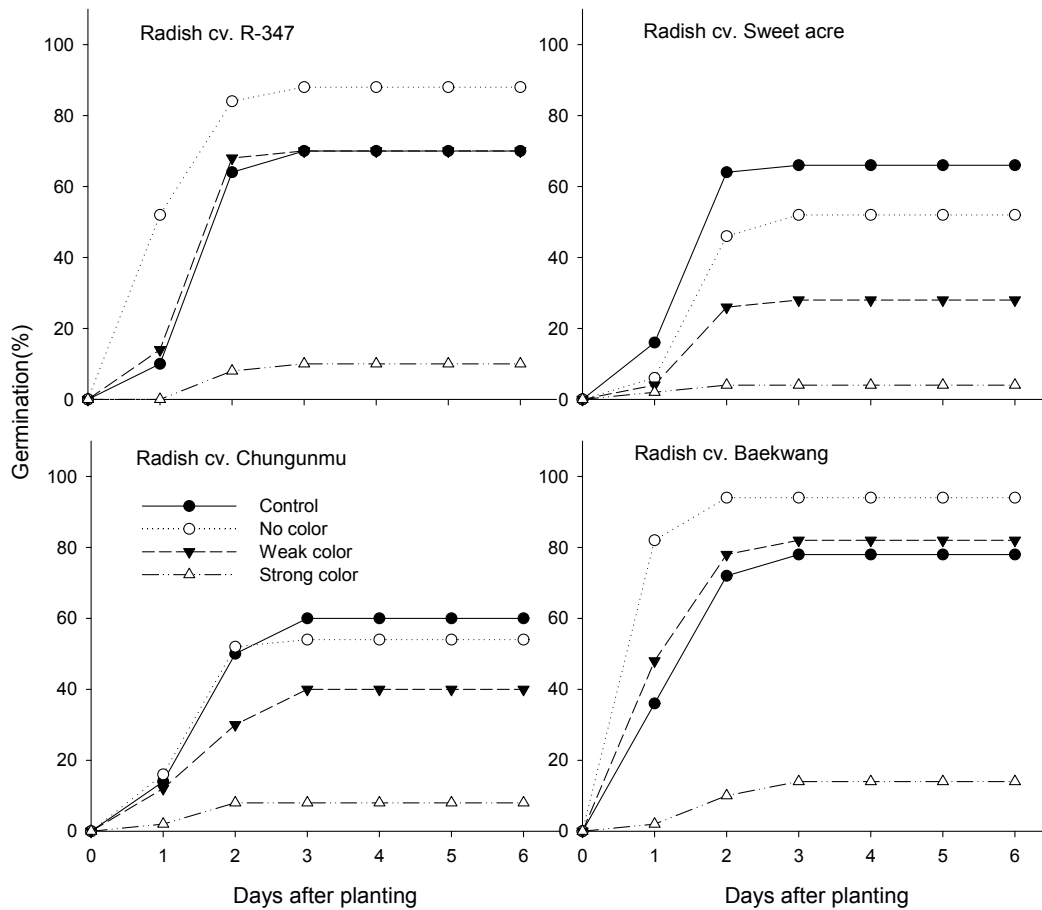 Radish cv. R-347
Radish cv. Sweet acre
100
80
60
40
20
0
100
80
60
40
20
0
Germination(%)
Radish cv. Chungunmu
Radish cv. Baekwang
Control
No color
Weak color
Strong color
100
80
60
40
20
0
100
80
60
40
20
0
0 1 2 3 4 5 6
0 1 2 3 4 5 6
Days after planting
Days after planting